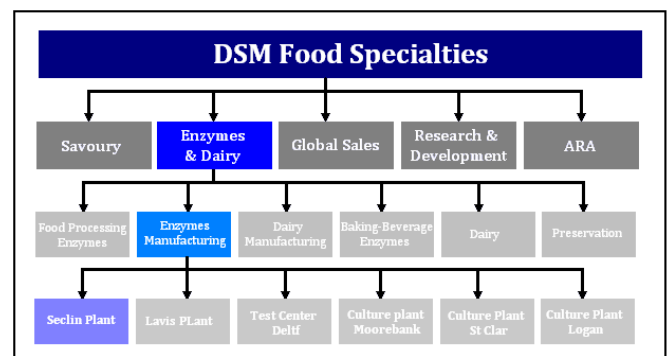 DSM Food Specialties
Savoury
Enzymes
& Dairy
Global Sales
Research &
Development
ARA
Food Processing
Enzymes
Enzymes
Manufacturing
Dairy
Manufacturing
Baking-Beverage
Enzymes
Dairy
Preservation
Seclin Plant
Lavis PLant
Test Center
Deltf
Culture plant
Moorebank
Culture Plant
St Clar
Culture Plant
Logan